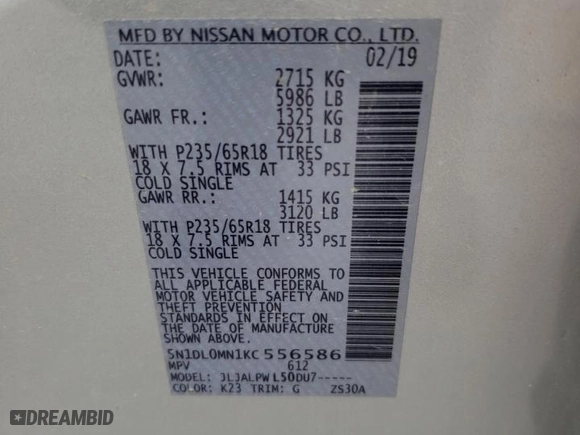 MFD BY NISSAN MOTOR CO., LTD.
DATE: 02/19
GVWR: 2715 KG
5986 LB
GAWR FR.: 1325 KG
2921 LB
WITH P235/65R18 TIRES
18 X 7.5 RIMS AT 33 PSI
COLD SINGLE
GAWR RR.: 1415 KG
3120 LB
WITH P235/65R18 TIRES
18 X 7.5 RIMS AT 33 PSI
COLD SINGLE
THIS VEHICLE CONFORMS TO
ALL APPLICABLE FEDERAL
MOTOR VEHICLE SAFETY AND
THEFT PREVENTION
STANDARDS IN EFFECT ON
THE DATE OF MANUFACTURE
5N1DL0MN1KC556586
MPV 612
MODEL: JLJALPWL50DU7-----
COLOR: K23 TRIM: G ZS30A
DREAMBID